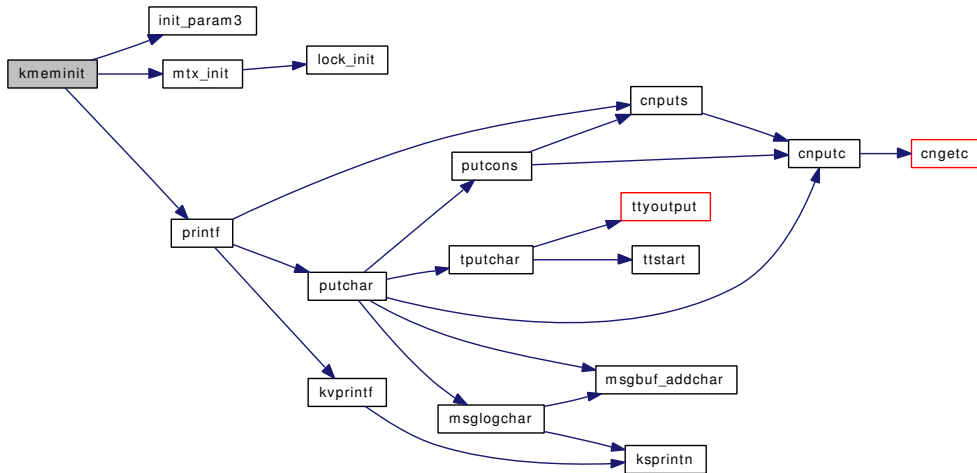 init_param3
lock_init
kmeminit
mtx_init
cnputs
putcons
cnputc
cngetc
ttyoutput
printf
tputchar
ttstart
putchar
msgbuf_addchar
kvprintf
msglogchar
ksprintn